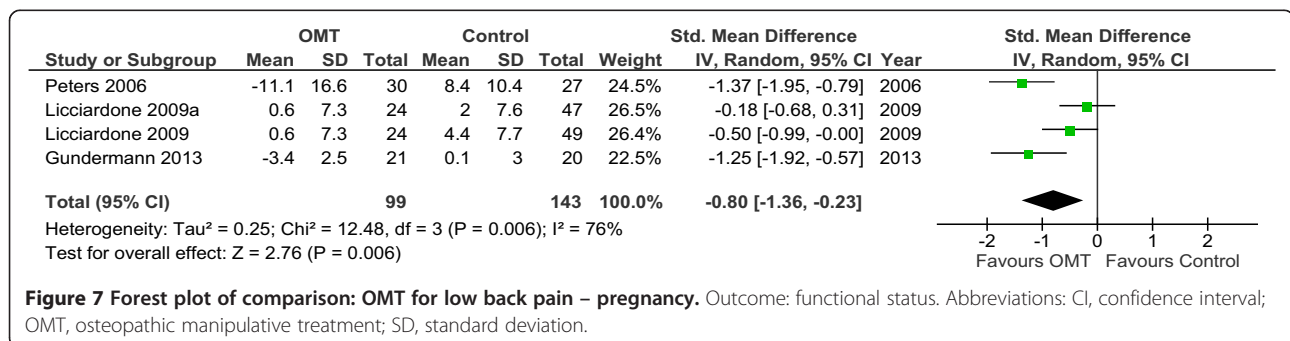 OMT Control Std. Mean Difference Std. Mean Difference
Study or Subgroup Mean SD Total Mean SD Total Weight IV, Random, 95% CI Year IV, Random, 95% CI
Peters 2006 -11.1 16.6 30 8.4 10.4 27 24.5% -1.37 [-1.95, -0.79] 2006
Licciardone 2009a 0.6 7.3 24 2 7.6 47 26.5% -0.18 [-0.68, 0.31] 2009
Licciardone 2009 0.6 7.3 24 4.4 7.7 49 26.4% -0.50 [-0.99, -0.00] 2009
Gundermann 2013 -3.4 2.5 21 0.1 3 20 22.5% -1.25 [-1.92, -0.57] 2013
Total (95% CI) 99 143 100.0% -0.80 [-1.36, -0.23]
Heterogeneity: Tau² = 0.25; Chi² = 12.48, df = 3 (P = 0.006); I² = 76%
Test for overall effect: Z = 2.76 (P = 0.006)
-2 -1 0 1 2
Favours OMT Favours Control
Figure 7 Forest plot of comparison: OMT for low back pain – pregnancy. Outcome: functional status. Abbreviations: CI, confidence interval;
OMT, osteopathic manipulative treatment; SD, standard deviation.